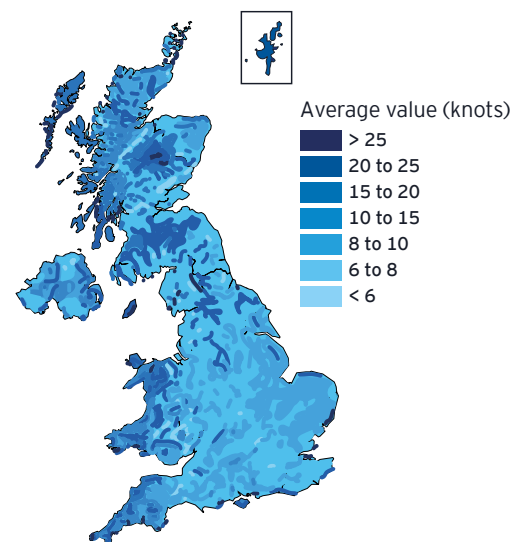 Average value (knots)
> 25
20 to 25
15 to 20
10 to 15
8 to 10
6 to 8
< 6